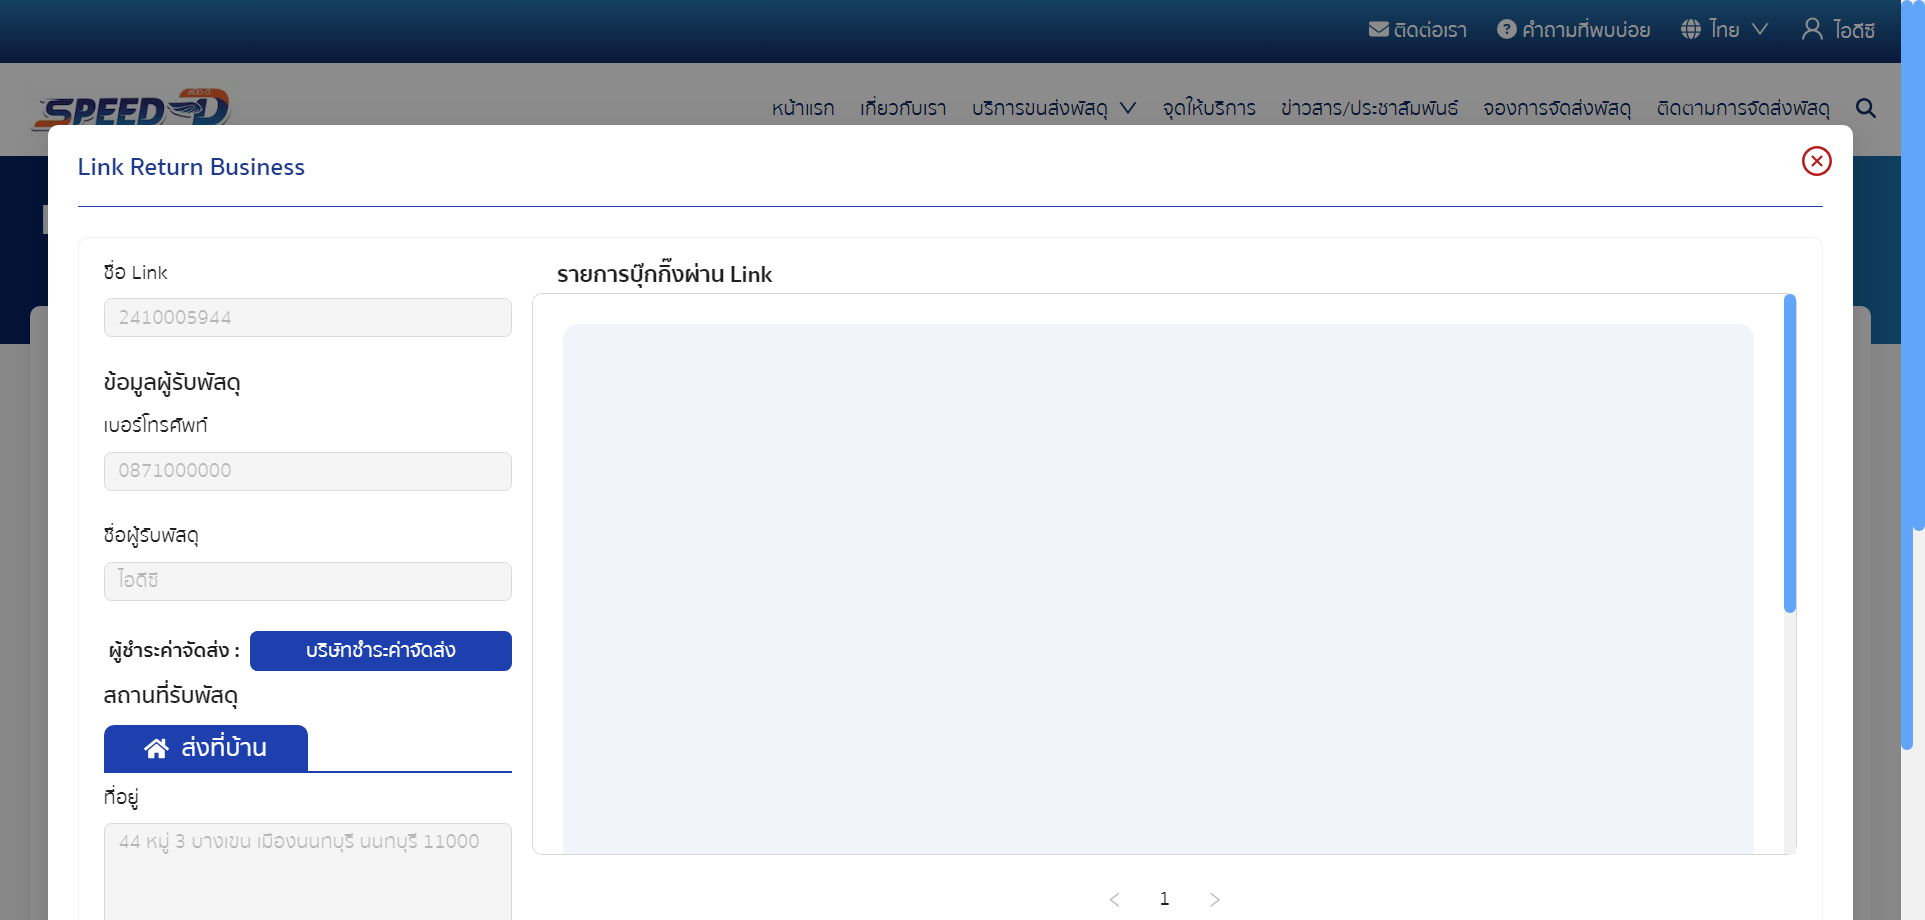 ติดต่อเรา
คำถามที่พบบ่อย
ไทย
ไอดีซี
SPEED-D
หน้าแรก
เกี่ยวกับเรา
บริการขนส่งพัสดุ
จุดให้บริการ
ข่าวสาร/ประชาสัมพันธ์
จองการจัดส่งพัสดุ
ติดตามการจัดส่งพัสดุ
Link Return Business
ชื่อ Link
2410005944
ข้อมูลผู้รับพัสดุ
เบอร์โทรศัพท์
0871000000
ชื่อผู้รับพัสดุ
ไอดีซี
ผู้ชำระค่าจัดส่ง :
บริษัทชำระค่าจัดส่ง
สถานที่รับพัสดุ
ส่งที่บ้าน
ที่อยู่
44 หมู่ 3 บางเขน เมืองนนทบุรี นนทบุรี 11000
รายการบุ๊กกิ๊งผ่าน Link
1